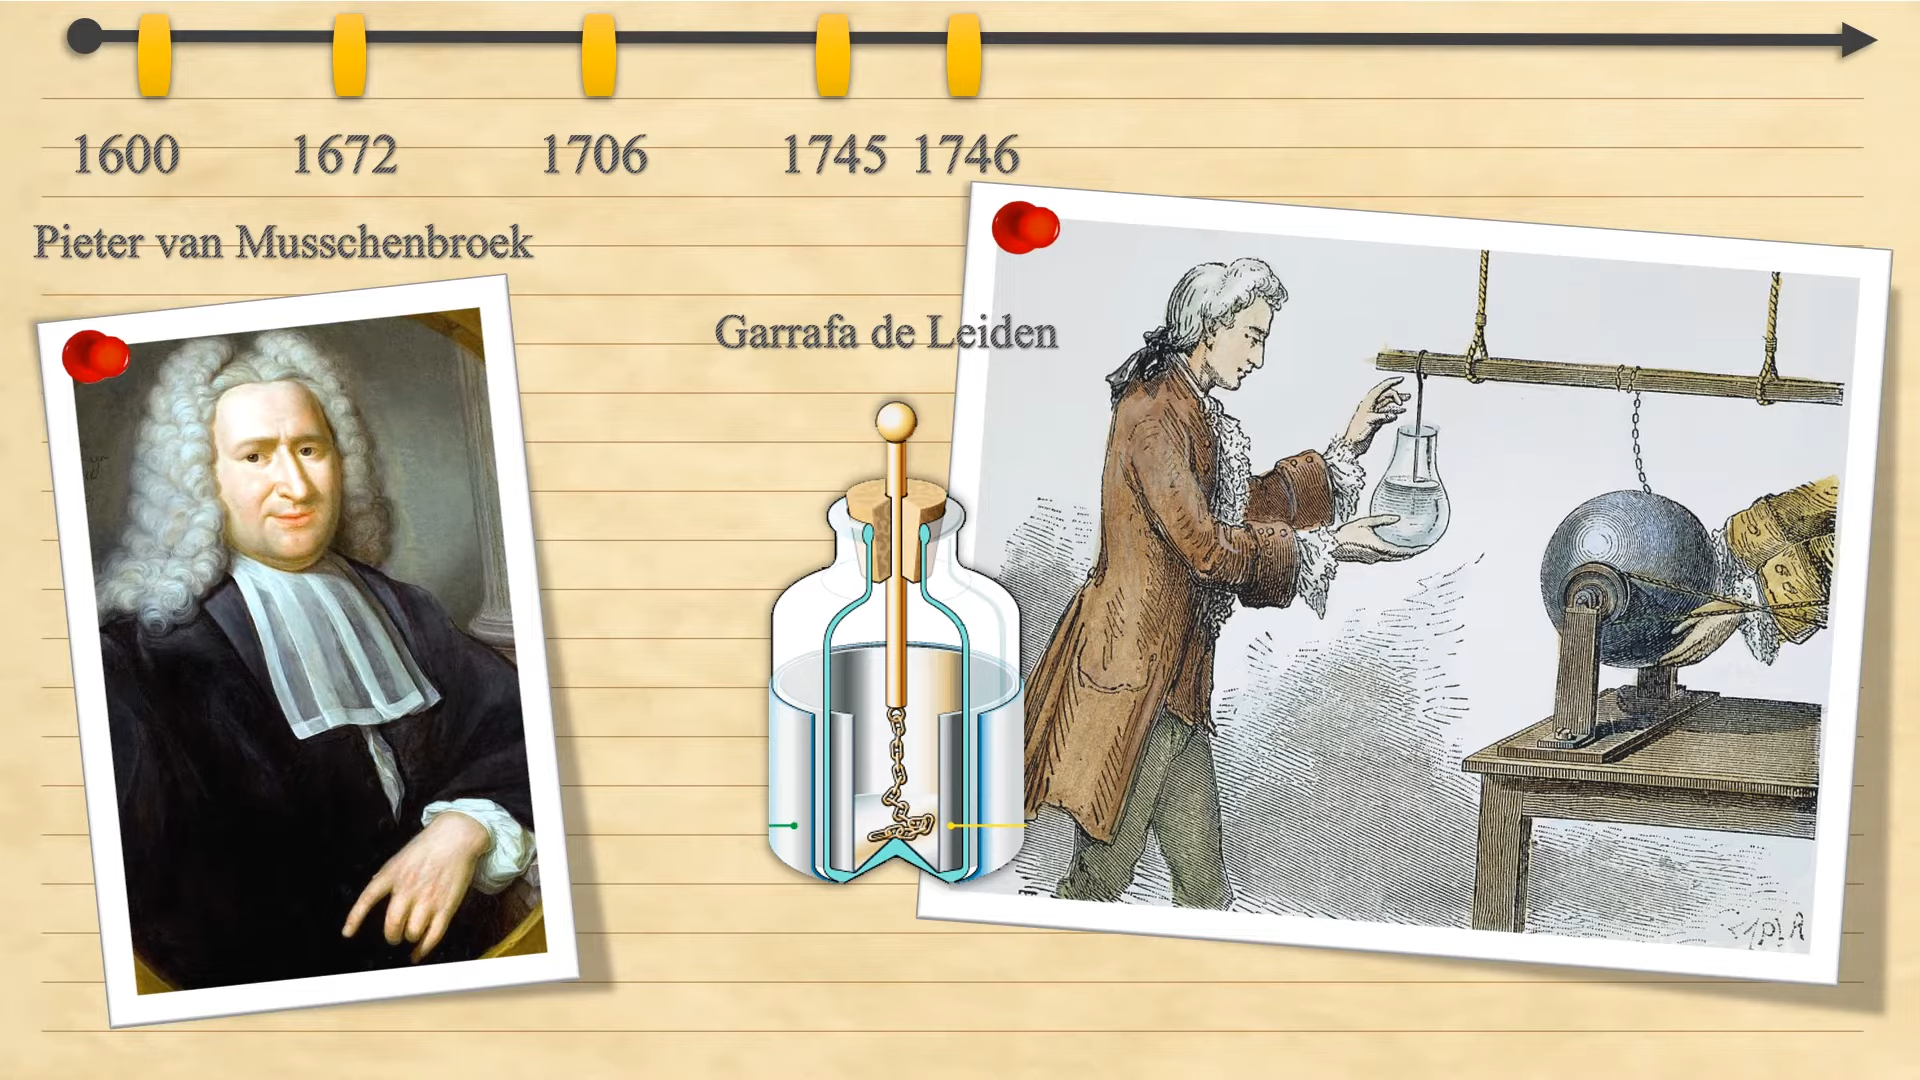 1600 1672 1706 1745 1746
Pieter van Musschenbroek
Garrafa de Leiden